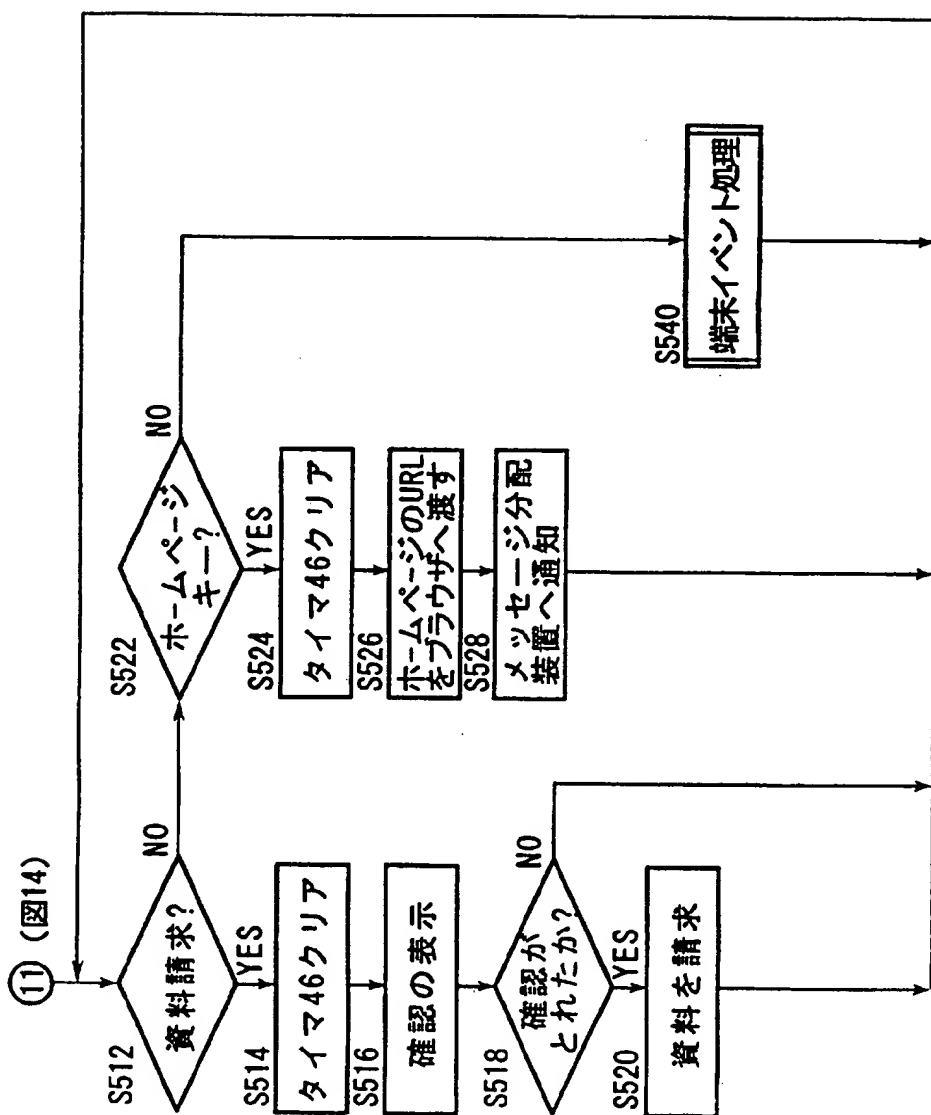 11 (図14)
S512
資料請求?
NO
YES
S514
タイマ46クリア
S516
確認の表示
S518
確認が
とれたか?
NO
YES
S520
資料を請求
S522
ホームページ
キー?
NO
YES
S524
タイマ46クリア
S526
ホームページのURL
をブラウザへ渡す
S528
メッセージ分配
装置へ通知
S540
端末イベント処理